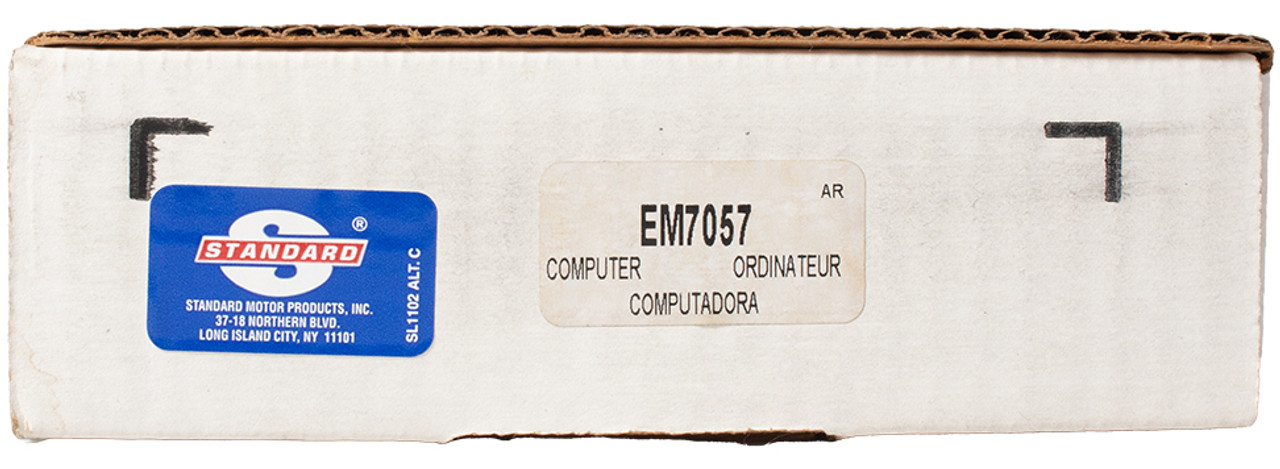 STANDARD®
STANDARD MOTOR PRODUCTS, INC.
37-18 NORTHERN BLVD.
LONG ISLAND CITY, NY 11101
SL1102 ALT. C
AR
EM7057
COMPUTER ORDINATEUR
COMPUTADORA